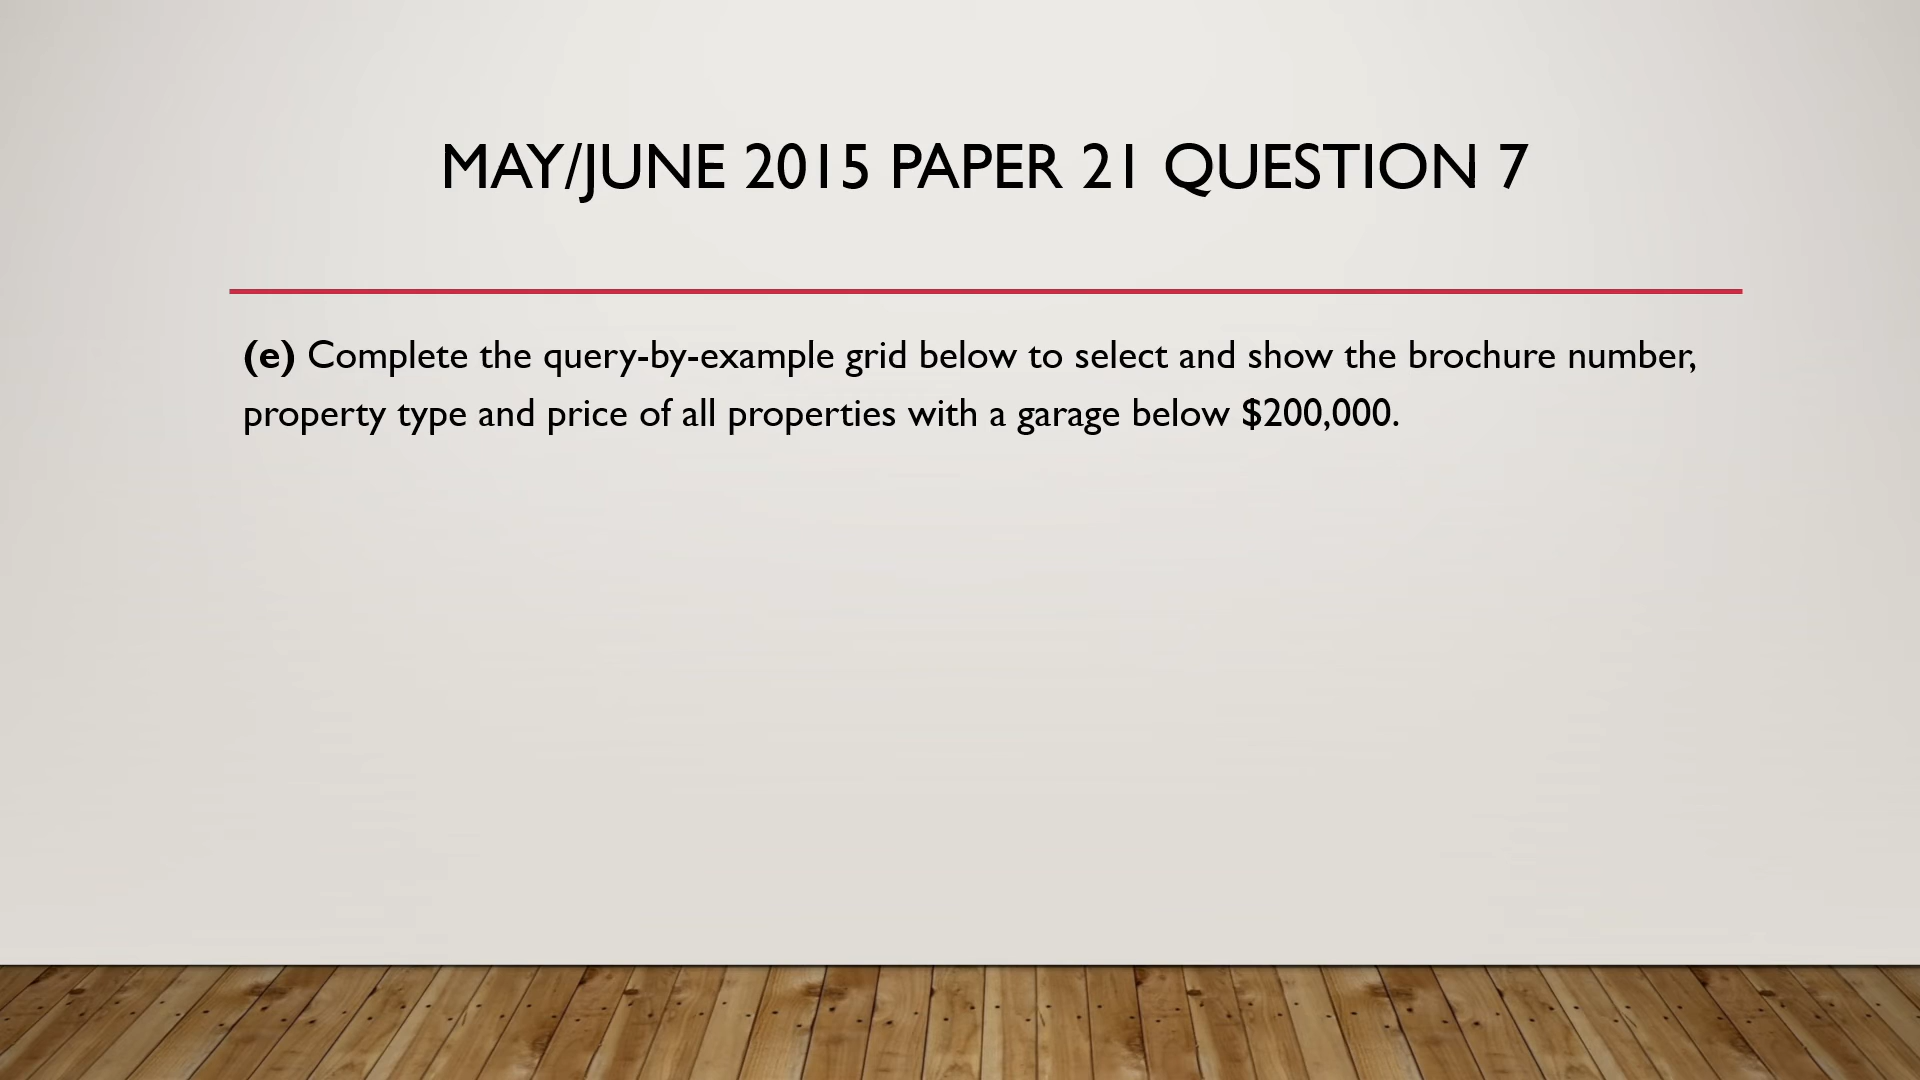 MAY/JUNE 2015 PAPER 21 QUESTION 7
(e) Complete the query-by-example grid below to select and show the brochure number,
property type and price of all properties with a garage below $200,000.